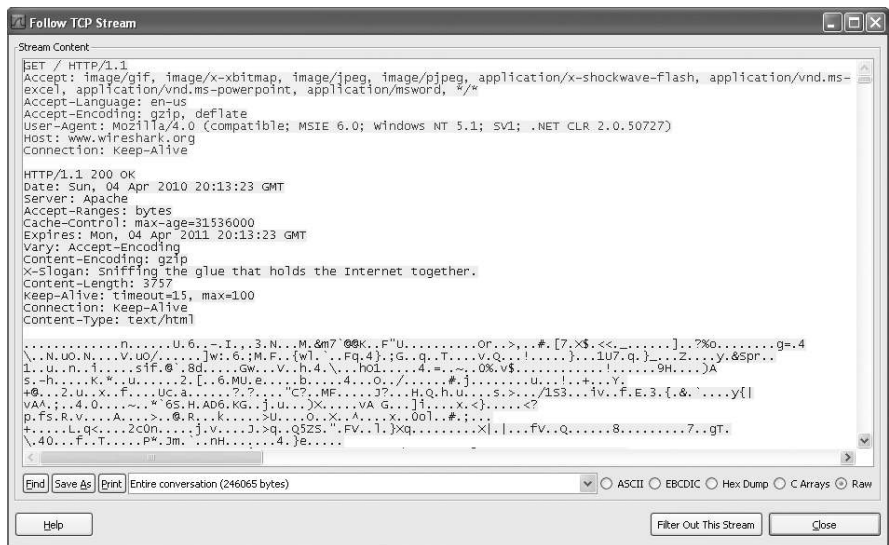 Follow TCP Stream
Stream Content
GET / HTTP/1.1
Accept: image/gif, image/x-xbitmap, image/jpeg, image/pjpeg, application/x-shockwave-flash, application/vnd.ms-
excel, application/vnd.ms-powerpoint, application/msword, */*
Accept-Language: en-us
Accept-Encoding: gzip, deflate
User-Agent: Mozilla/4.0 (compatible; MSIE 6.0; Windows NT 5.1; SV1; .NET CLR 2.0.50727)
Host: www.wireshark.org
Connection: Keep-Alive
HTTP/1.1 200 OK
Date: Sun, 04 Apr 2010 20:13:23 GMT
Server: Apache
Accept-Ranges: bytes
Cache-Control: max-age=31536000
Expires: Mon, 04 Apr 2011 20:13:23 GMT
Vary: Accept-Encoding
Content-Encoding: gzip
X-Slogan: Sniffing the glue that holds the Internet together.
Content-Length: 3757
Keep-Alive: timeout=15, max=100
Connection: Keep-Alive
Content-Type: text/html
Find Save As Print Entire conversation (246065 bytes) ASCII EBCDIC Hex Dump C Arrays Raw
Help Filter Out This Stream Close